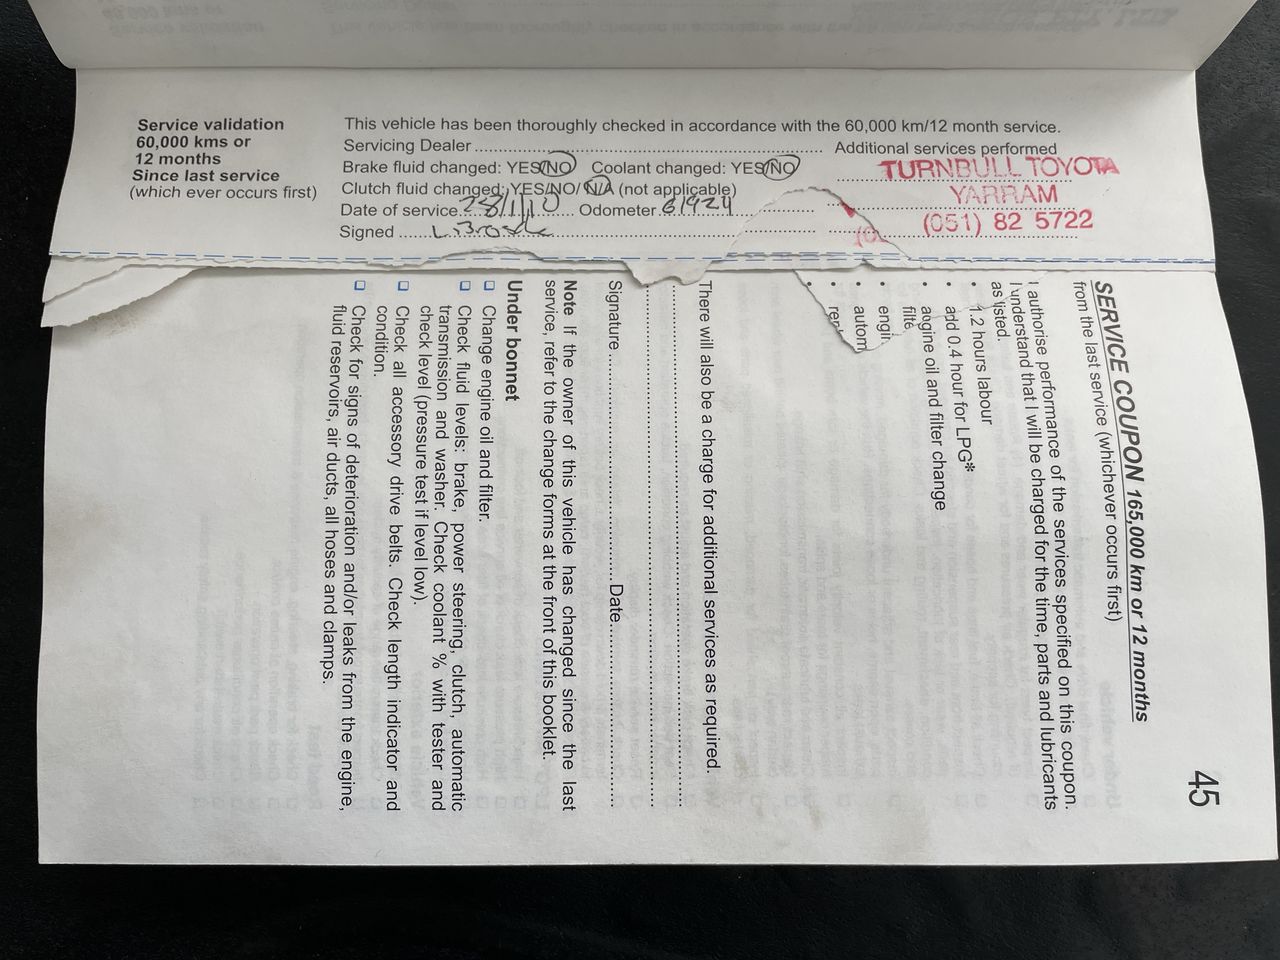 Service validation
60,000 kms or
12 months
Since last service
(which ever occurs first)
This vehicle has been thoroughly checked in accordance with the 60,000 km/12 month service.
Servicing Dealer
Additional services performed
Brake fluid changed: YES/NO Coolant changed: YES/NO
Clutch fluid changed: YES/NO/N/A (not applicable)
Date of service Odometer 61924
Signed
TURNBULL TOYOTA
YARRAM
(051) 82 5722
45
SERVICE COUPON 165,000 km or 12 months
from the last service (whichever occurs first)
I authorise performance of the services specified on this coupon.
I understand that I will be charged for the time, parts and lubricants
as listed.
• 1.2 hours labour
• add 0.4 hour for LPG*
• engine oil and filter change
• engin
filte
• autom
•
There will also be a charge for additional services as required.
Signature Date
Note If the owner of this vehicle has changed since the last
service, refer to the change forms at the front of this booklet.
Under bonnet
Change engine oil and filter.
Check fluid levels: brake, power steering, clutch, automatic
transmission and washer. Check coolant % with tester and
check level (pressure test if level low).
Check all accessory drive belts. Check length indicator and
condition.
Check for signs of deterioration and/or leaks from the engine,
fluid reservoirs, air ducts, all hoses and clamps.